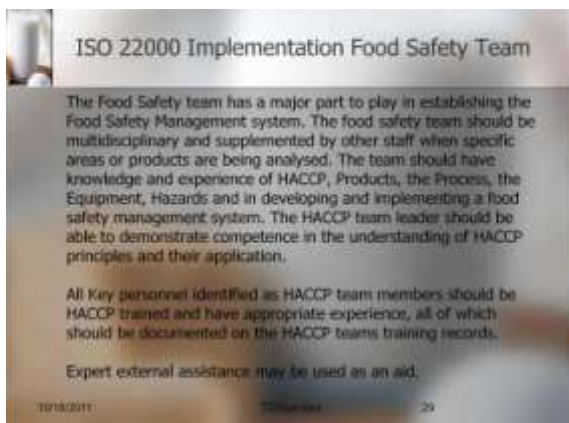 ISO 22000 Implementation Food Safety Team
The Food Safety team has a major part to play in establishing the
Food Safety Management system. The food safety team should be
multidisciplinary and supplemented by other staff when specific
areas or products are being analysed. The team should have
knowledge and experience of HACCP, Products, the Process, the
Equipment, Hazards and in developing and implementing a food
safety management system. The HACCP team leader should be
able to demonstrate competence in the understanding of HACCP
principles and their application.
All Key personnel identified as HACCP team members should be
HACCP trained and have appropriate experience, all of which
should be documented on the HACCP teams training records.
Expert external assistance may be used as an aid.
29